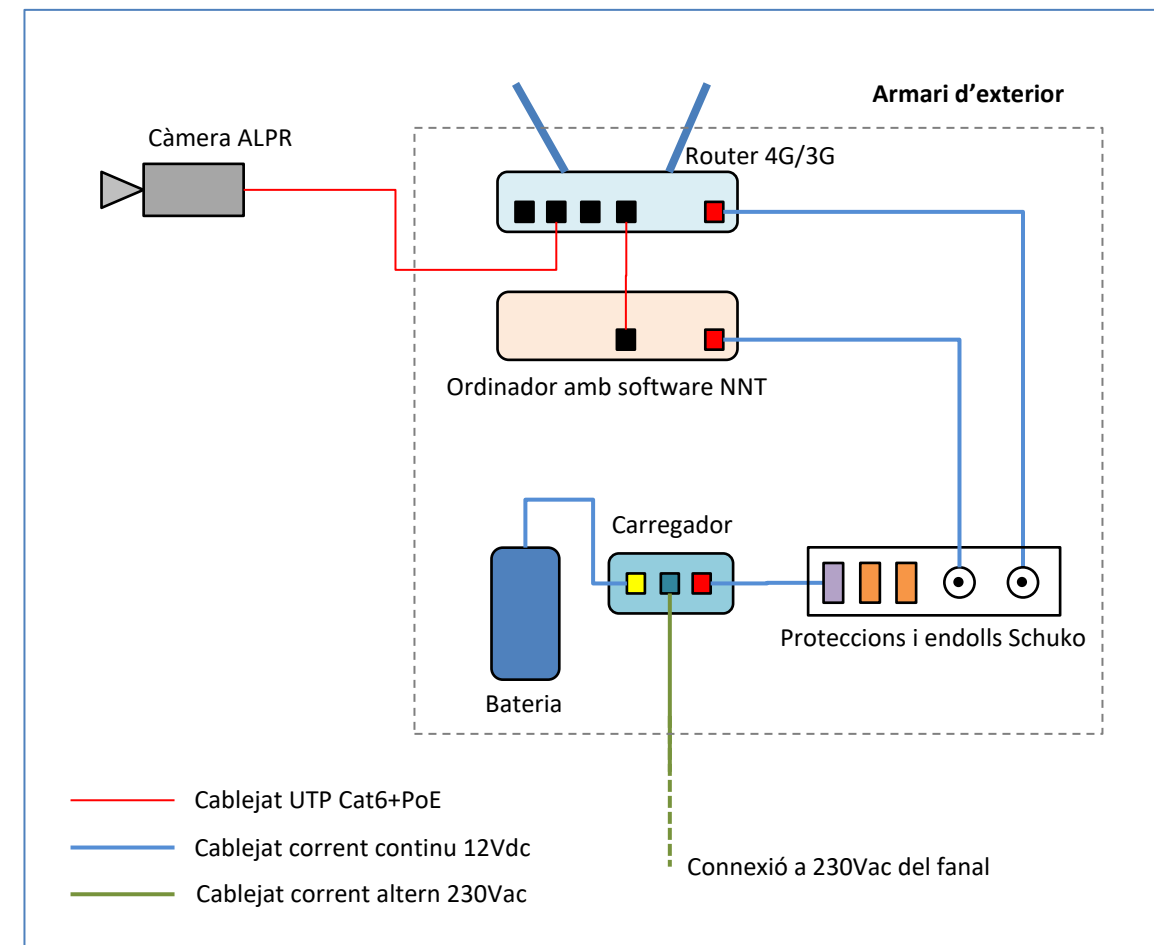 Armari d’exterior
Càmera ALPR
Router 4G/3G
Ordinador amb software NNT
Carregador
Proteccions i endolls Schuko
Bateria
Cablejat UTP Cat6+PoE
Cablejat corrent continu 12Vdc
Connexió a 230Vac del fanal
Cablejat corrent altern 230Vac